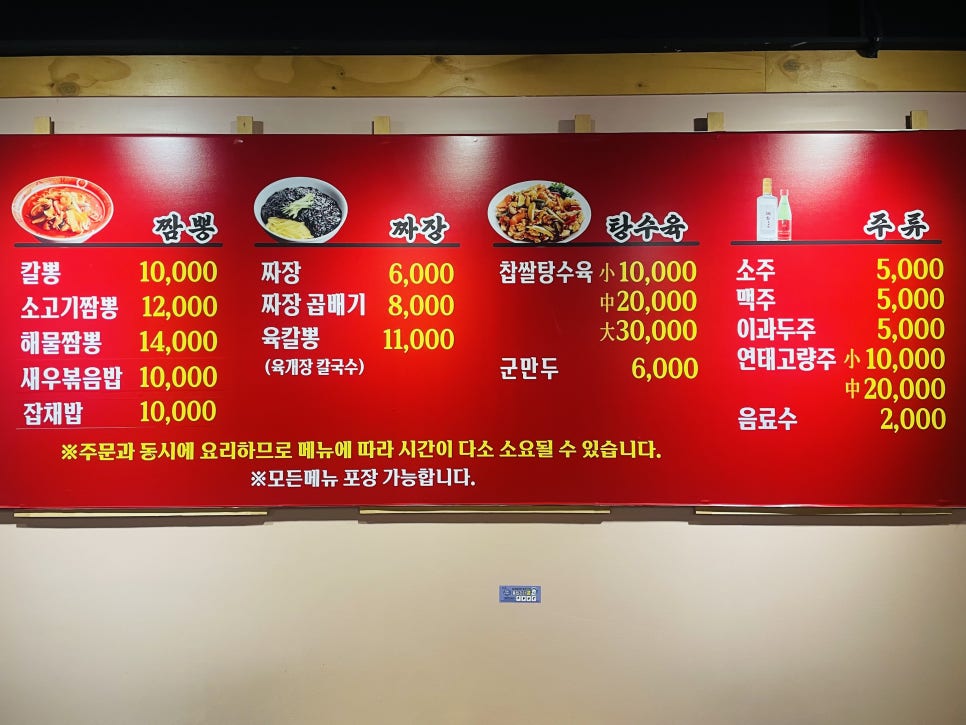 짬뽕
칼뽕 10,000
소고기짬뽕 12,000
해물짬뽕 14,000
새우볶음밥 10,000
잡채밥 10,000
짜장
짜장 6,000
짜장 곱배기 8,000
육칼뽕 11,000
(육개장 칼국수)
탕수육
찹쌀탕수육 小 10,000
中 20,000
大 30,000
군만두 6,000
주류
소주 5,000
맥주 5,000
이과두주 5,000
연태고량주 小 10,000
中 20,000
음료수 2,000
※주문과 동시에 요리하므로 메뉴에 따라 시간이 다소 소요될 수 있습니다.
※모든메뉴 포장 가능합니다.